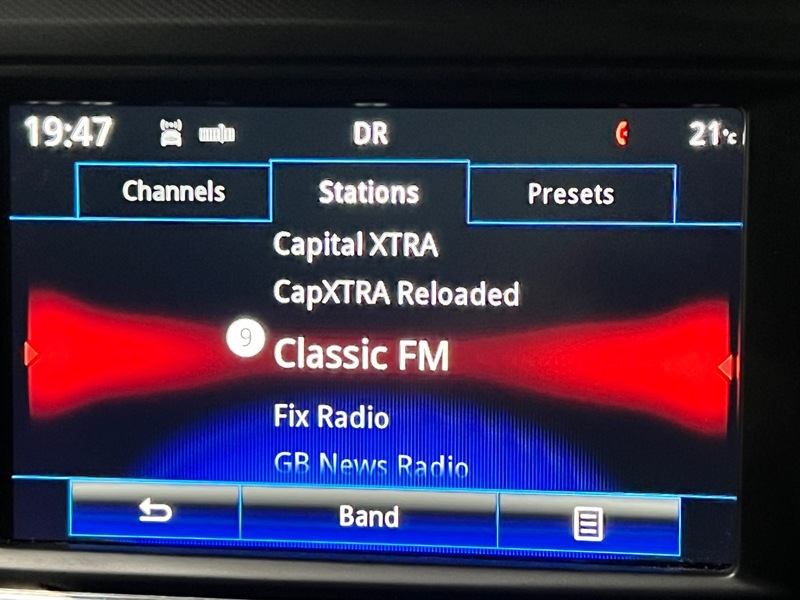 19:47 DR 21°C
Channels Stations Presets
Capital XTRA
CapXTRA Reloaded
9 Classic FM
Fix Radio
GB News Radio
Band